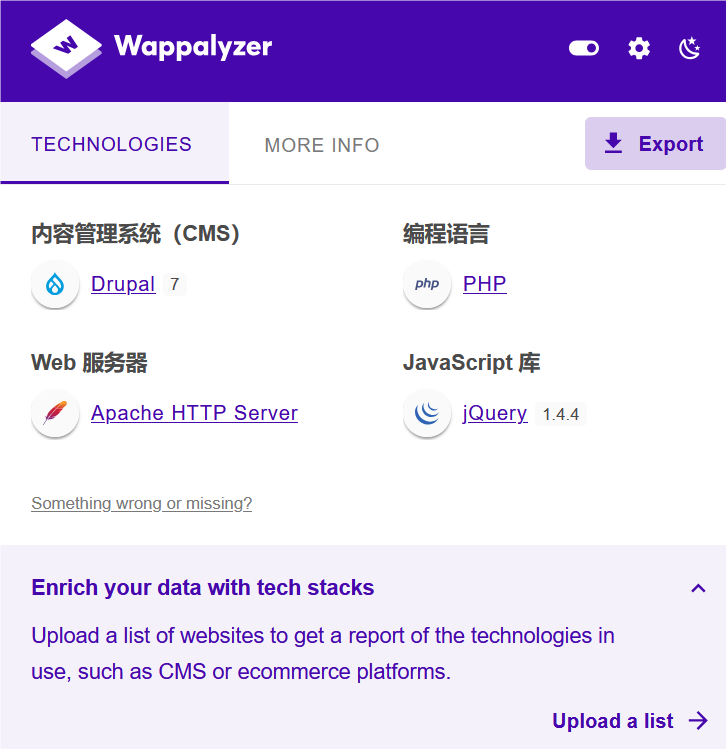 Wappalyzer
TECHNOLOGIES
MORE INFO
Export
内容管理系统（CMS）
Drupal 7
编程语言
php PHP
Web 服务器
Apache HTTP Server
JavaScript 库
jQuery 1.4.4
Something wrong or missing?
Enrich your data with tech stacks
Upload a list of websites to get a report of the technologies in
use, such as CMS or ecommerce platforms.
Upload a list